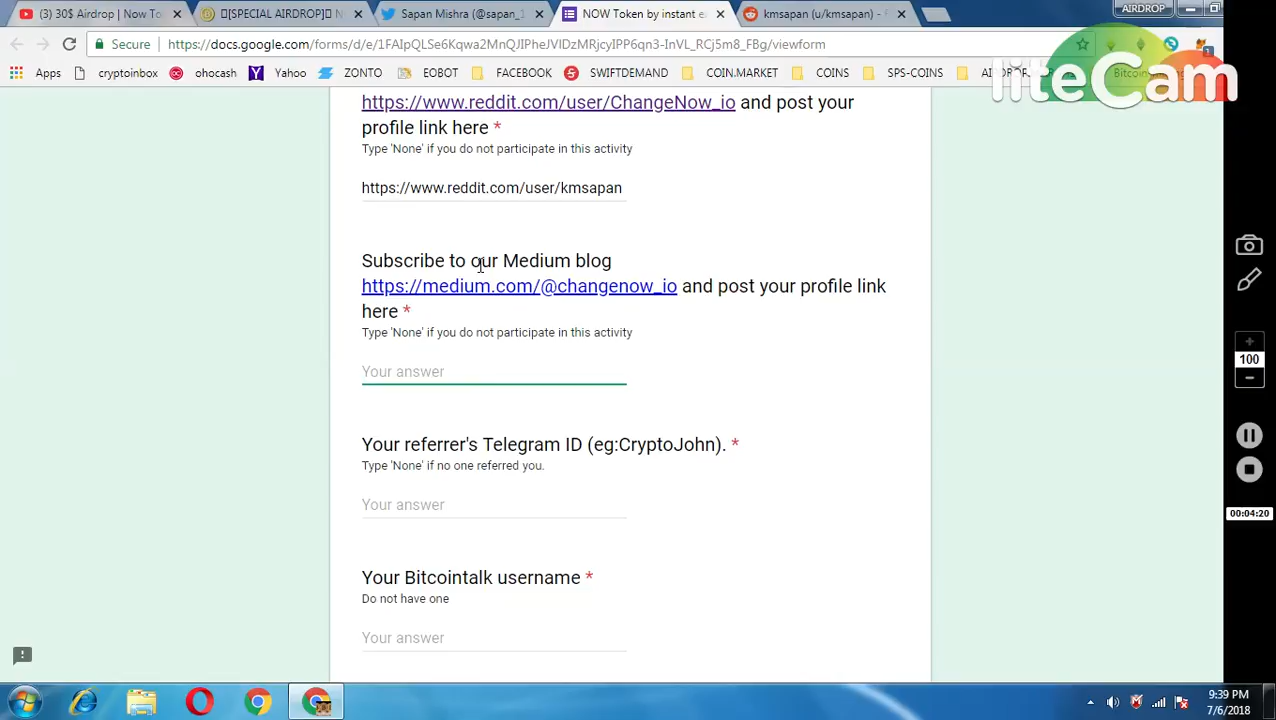 (3) 30$ Airdrop | Now To
[SPECIAL AIRDROP] N
Sapan Mishra (@sapan_
NOW Token by instant e
kmsapan (u/kmsapan) -
AIRDROP
Secure
https://docs.google.com/forms/d/e/1FAIpQLSe6Kqwa2MnQJIPheJVIDzMRjcyIPP6qn3-InVL_RCj5m8_FBg/viewform
Apps
cryptoinbox
ohocash
Yahoo
ZONTO
EOBOT
FACEBOOK
SWIFTDEMAND
COIN.MARKET
COINS
SPS-COINS
liteCam
https://www.reddit.com/user/ChangeNow_io and post your
profile link here *
Type 'None' if you do not participate in this activity
https://www.reddit.com/user/kmsapan
Subscribe to our Medium blog
https://medium.com/@changenow_io and post your profile link
here *
Type 'None' if you do not participate in this activity
Your answer
Your referrer's Telegram ID (eg:CryptoJohn). *
Type 'None' if no one referred you.
Your answer
Your Bitcointalk username *
Do not have one
Your answer
100
00:04:20
9:39 PM
7/6/2018